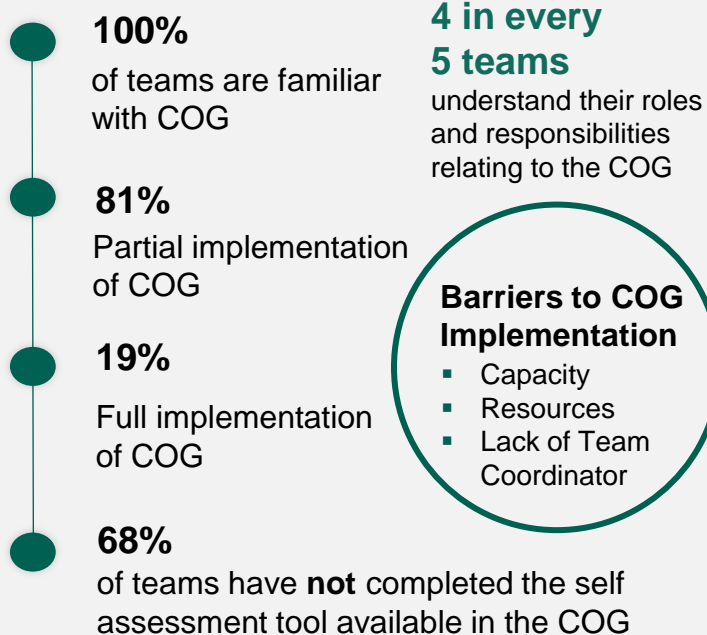 100%
of teams are familiar
with COG
81%
Partial implementation
of COG
19%
Full implementation
of COG
68%
of teams have not completed the self
assessment tool available in the COG
4 in every
5 teams
understand their roles
and responsibilities
relating to the COG
Barriers to COG
Implementation
▪ Capacity
▪ Resources
▪ Lack of Team
Coordinator